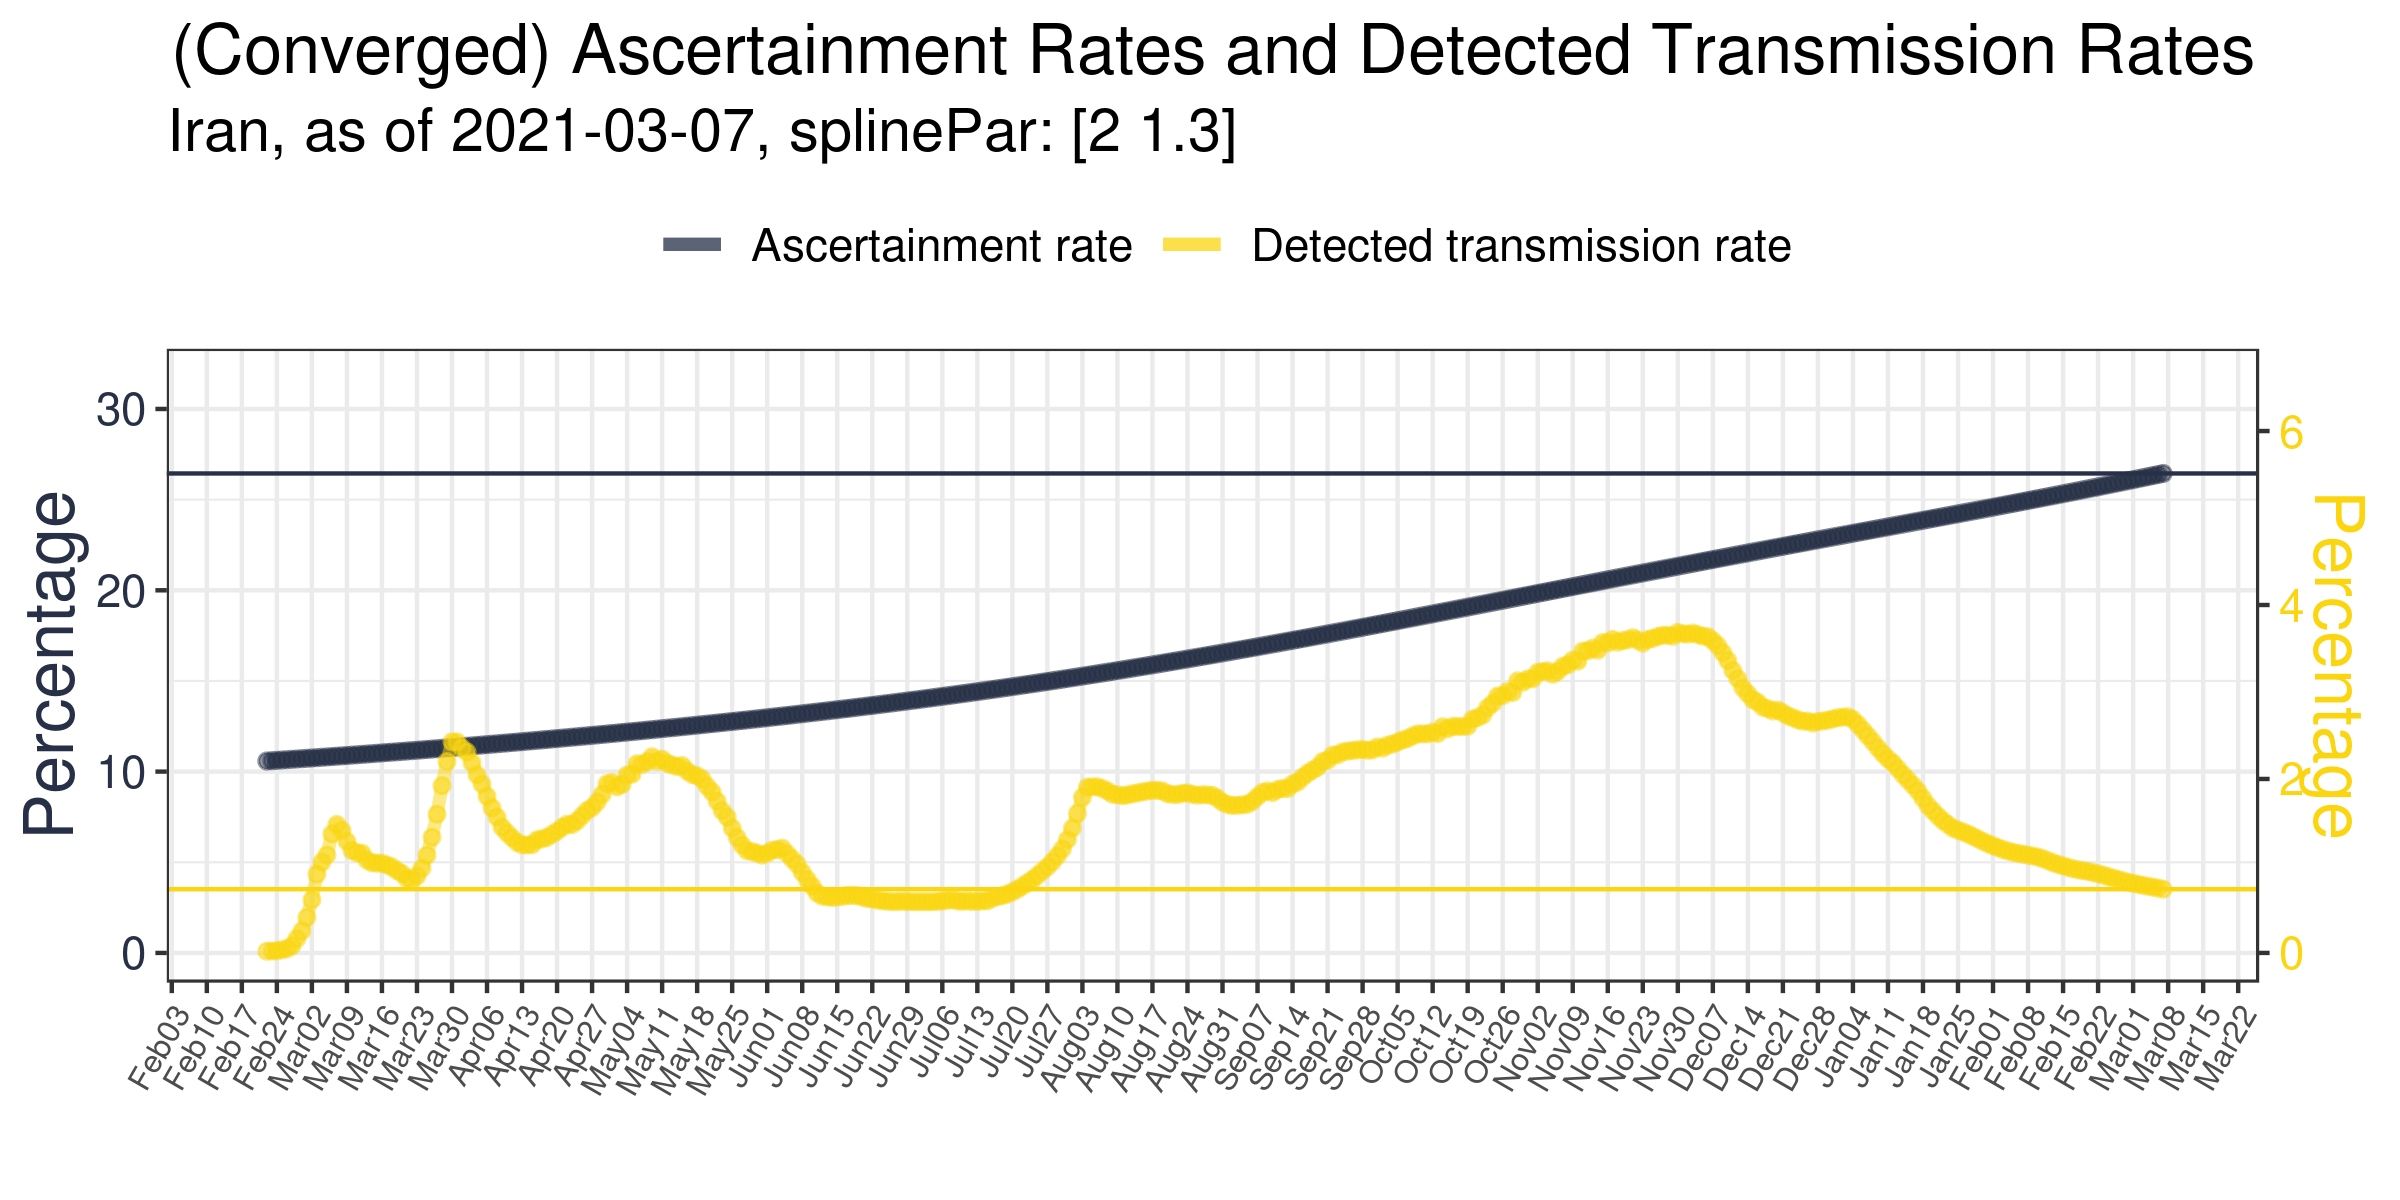 (Converged) Ascertainment Rates and Detected Transmission Rates
Iran, as of 2021-03-07, splinePar: [2 1.3]
Ascertainment rate
Detected transmission rate
Percentage
30
20
10
0
6
4
2
0
Percentage
Feb03
Feb10
Feb17
Feb24
Mar02
Mar09
Mar16
Mar23
Mar30
Apr06
Apr13
Apr20
Apr27
May04
May11
May18
May25
Jun01
Jun08
Jun15
Jun22
Jun29
Jul06
Jul13
Jul20
Jul27
Aug03
Aug10
Aug17
Aug24
Aug31
Sep07
Sep14
Sep21
Sep28
Oct05
Oct12
Oct19
Oct26
Nov02
Nov09
Nov16
Nov23
Nov30
Dec07
Dec14
Dec21
Dec28
Jan04
Jan11
Jan18
Jan25
Feb01
Feb08
Feb15
Feb22
Mar01
Mar08
Mar15
Mar22